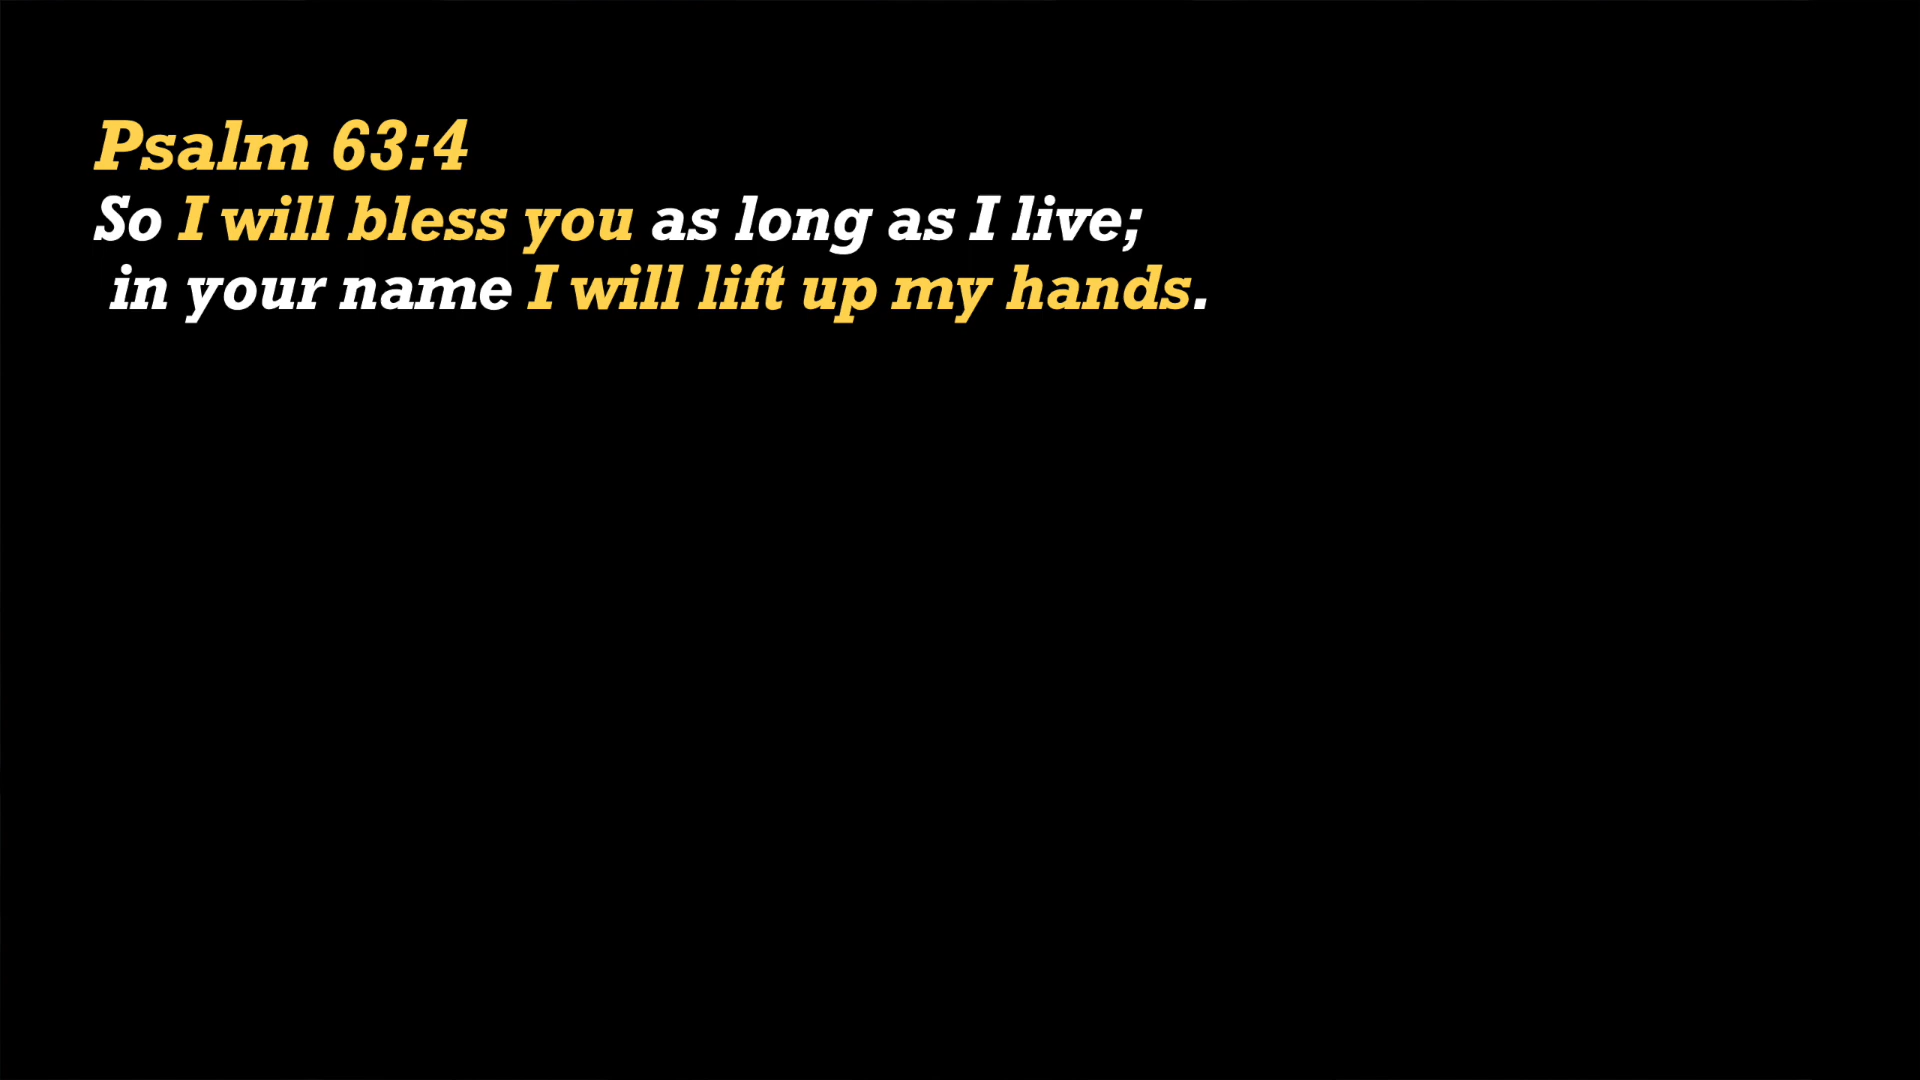 Psalm 63:4
So I will bless you as long as I live;
in your name I will lift up my hands.